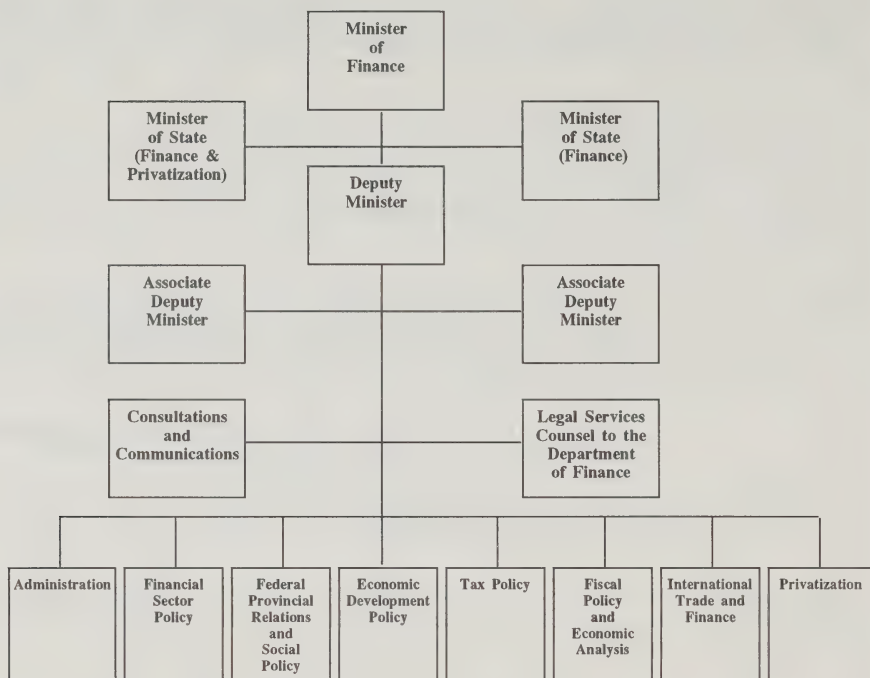 Minister
of
Finance
Minister
of State
(Finance &
Privatization)
Minister
of State
(Finance)
Deputy
Minister
Associate
Deputy
Minister
Associate
Deputy
Minister
Consultations
and
Communications
Legal Services
Counsel to the
Department
of Finance
Administration
Financial
Sector
Policy
Federal
Provincial
Relations
and
Social
Policy
Economic
Development
Policy
Tax Policy
Fiscal
Policy
and
Economic
Analysis
International
Trade and
Finance
Privatization